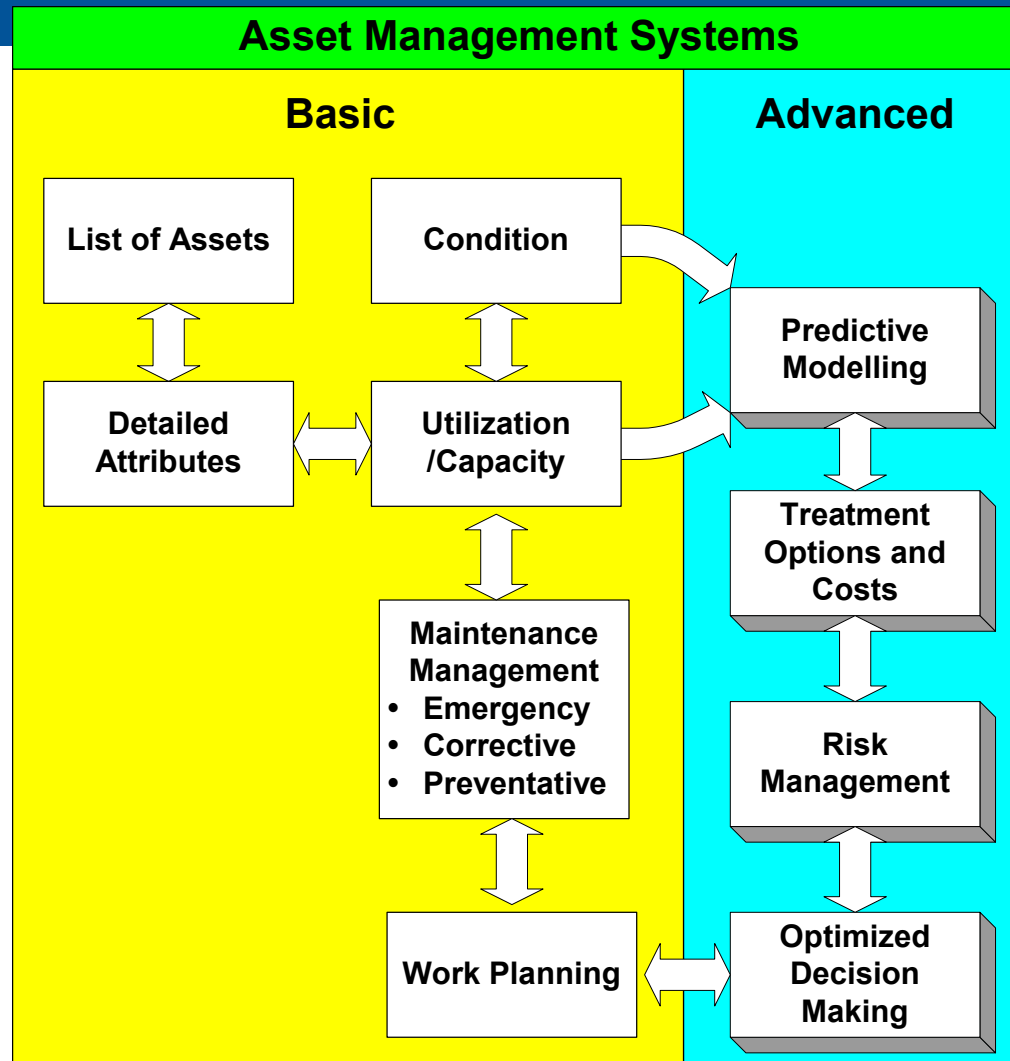 Asset Management Systems
Basic
Advanced
List of Assets
Condition
Predictive
Modelling
Detailed
Attributes
Utilization
/Capacity
Treatment
Options and
Costs
Maintenance
Management
• Emergency
• Corrective
• Preventative
Risk
Management
Work Planning
Optimized
Decision
Making